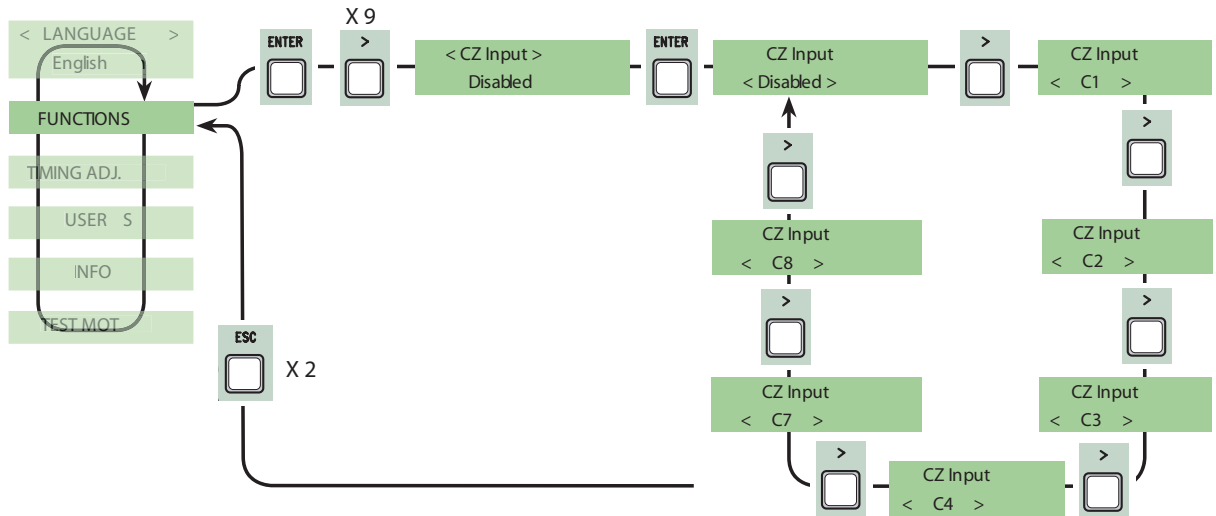 < LANGUAGE >
English
FUNCTIONS
TIMING ADJ.
USER S
INFO
TEST MOT
ENTER
X 9
>
< CZ Input >
Disabled
ENTER
CZ Input
< Disabled >
>
CZ Input
< C1 >
>
CZ Input
< C2 >
>
CZ Input
< C3 >
>
CZ Input
< C4 >
>
CZ Input
< C7 >
>
CZ Input
< C8 >
>
ESC
X 2